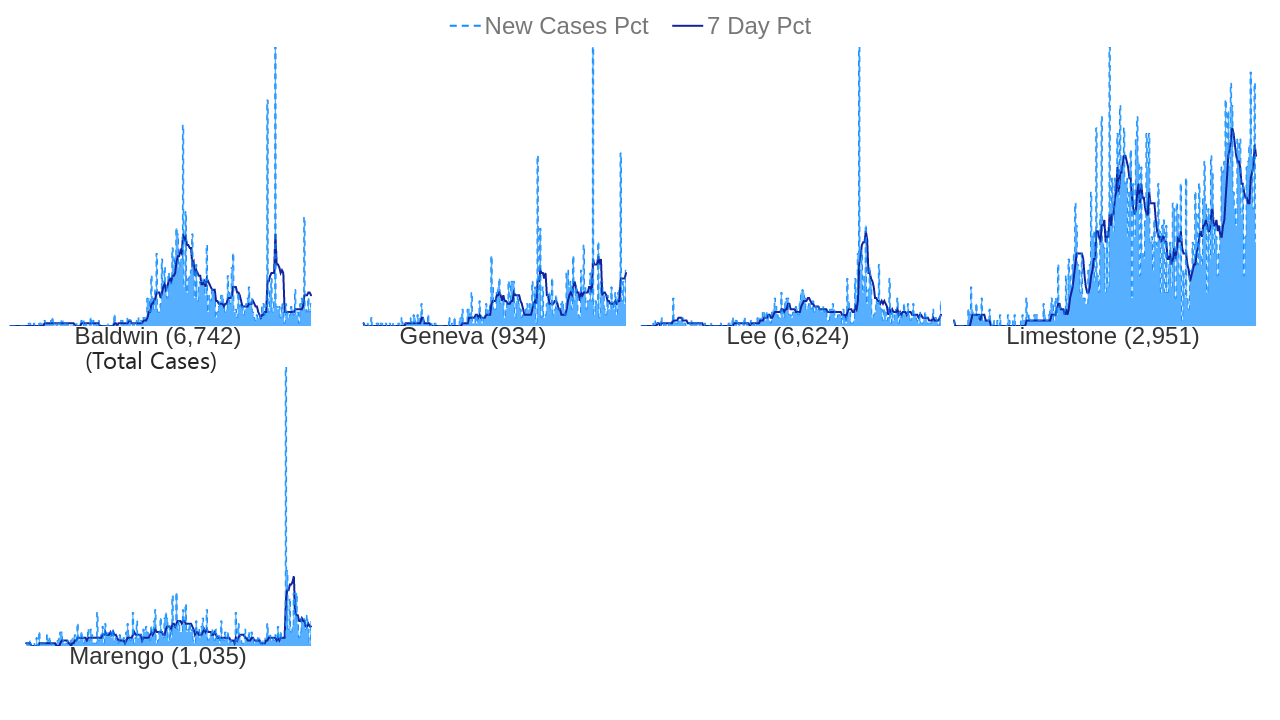 New Cases Pct 7 Day Pct
Baldwin (6,742) Geneva (934) Lee (6,624) Limestone (2,951)
(Total Cases)
Marengo (1,035)